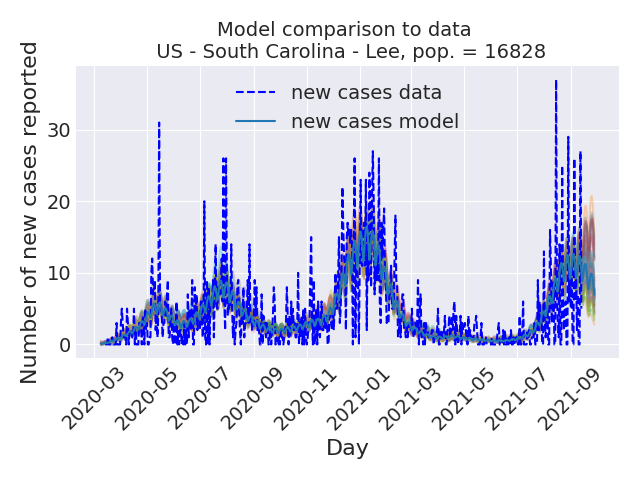 Model comparison to data
US - South Carolina - Lee, pop. = 16828
new cases data
new cases model
Number of new cases reported
30
20
10
0
2020-03
2020-05
2020-07
2020-09
2020-11
2021-01
2021-03
2021-05
2021-07
2021-09
Day